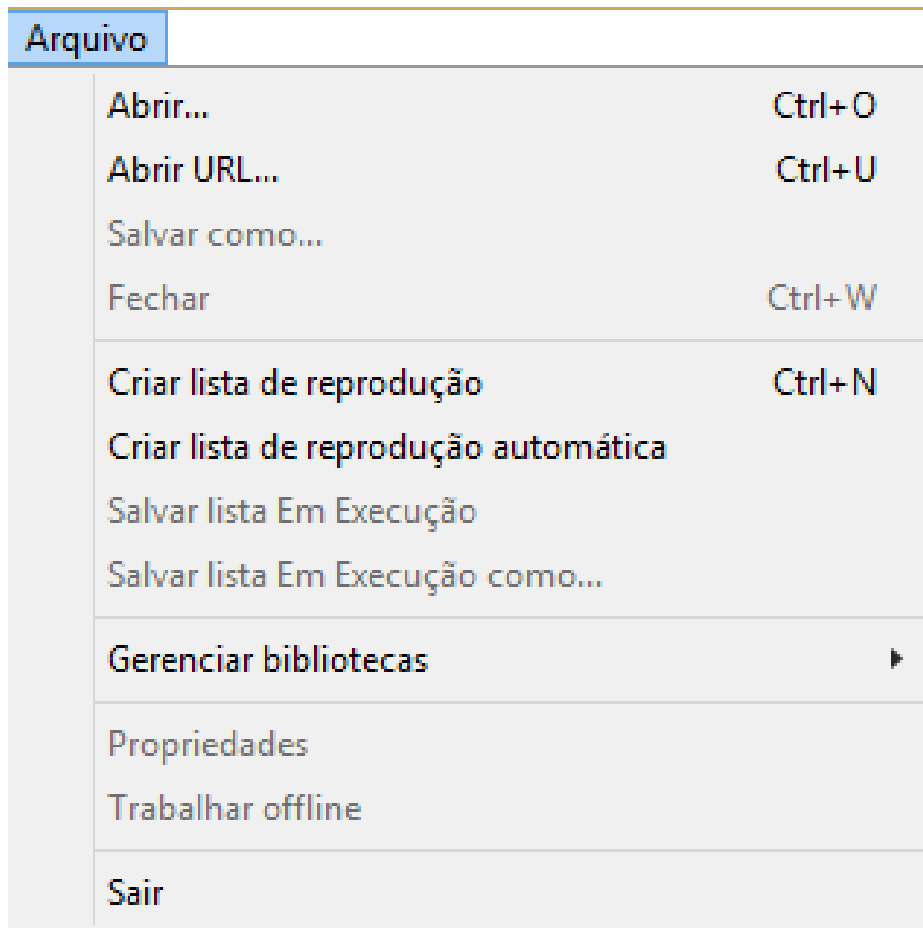 Arquivo
Abrir... Ctrl+O
Abrir URL... Ctrl+U
Salvar como...
Fechar Ctrl+W
Criar lista de reprodução Ctrl+N
Criar lista de reprodução automática
Salvar lista Em Execução
Salvar lista Em Execução como...
Gerenciar bibliotecas
Propriedades
Trabalhar offline
Sair